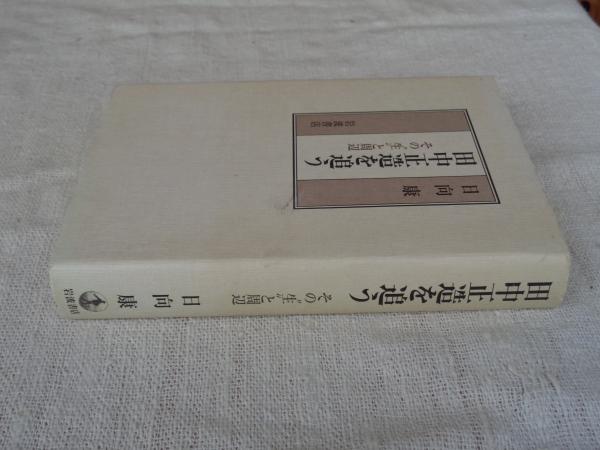 日向 康
田中正造を追う
その“生”と周辺
岩波書店
田中正造を追う
その“生”と周辺
日向 康
岩波書店